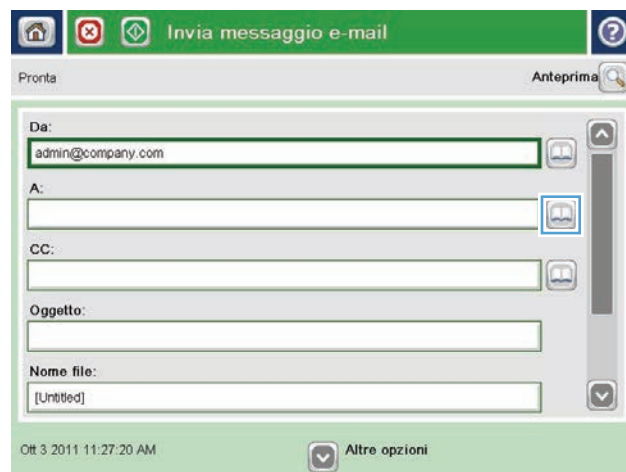 Invia messaggio e-mail
Pronta
Anteprima
Da:
admin@company.com
A:
CC:
Oggetto:
Nome file:
[Untitled]
Ott 3 2011 11:27:20 AM
Altre opzioni